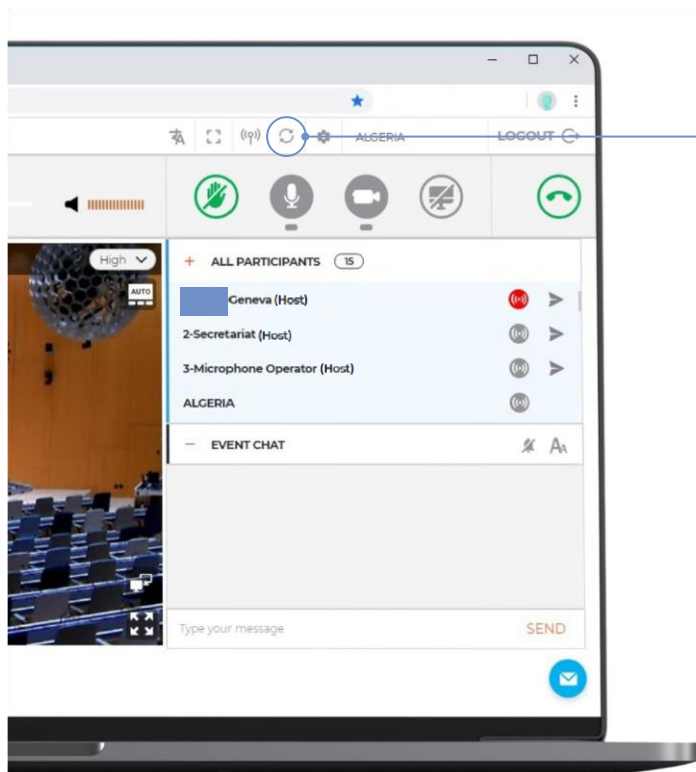 ALGERIA LOGOUT
High
AUTO
+ ALL PARTICIPANTS 15
Geneva (Host)
2-Secretariat (Host)
3-Microphone Operator (Host)
ALGERIA
− EVENT CHAT AA
Type your message SEND